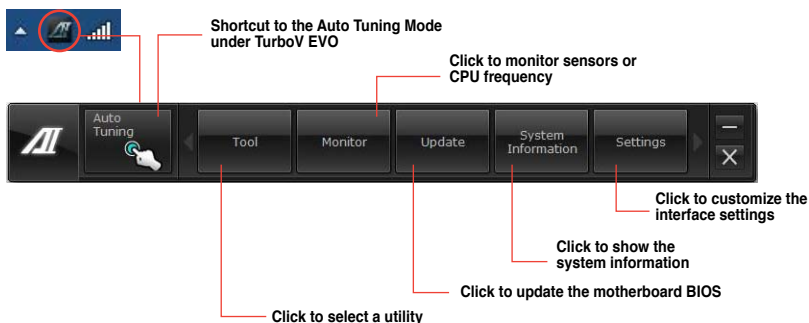 Shortcut to the Auto Tuning Mode
under TurboV EVO
Click to monitor sensors or
CPU frequency
Auto
Tuning
Tool
Monitor
Update
System
Information
Settings
Click to customize the
interface settings
Click to show the
system information
Click to update the motherboard BIOS
Click to select a utility